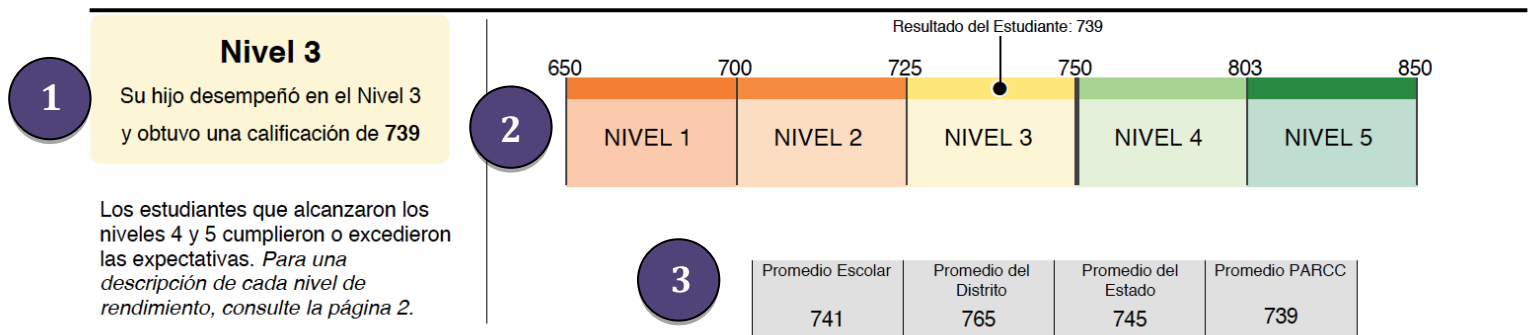 1
Nivel 3
Su hijo desempeñó en el Nivel 3
y obtuvo una calificación de 739
Los estudiantes que alcanzaron los
niveles 4 y 5 cumplieron o excedieron
las expectativas. Para una
descripción de cada nivel de
rendimiento, consulte la página 2.
2
Resultado del Estudiante: 739
650 700 725 750 803 850
NIVEL 1 NIVEL 2 NIVEL 3 NIVEL 4 NIVEL 5
3
Promedio Escolar
741
Promedio del
Distrito
765
Promedio del
Estado
745
Promedio PARCC
739